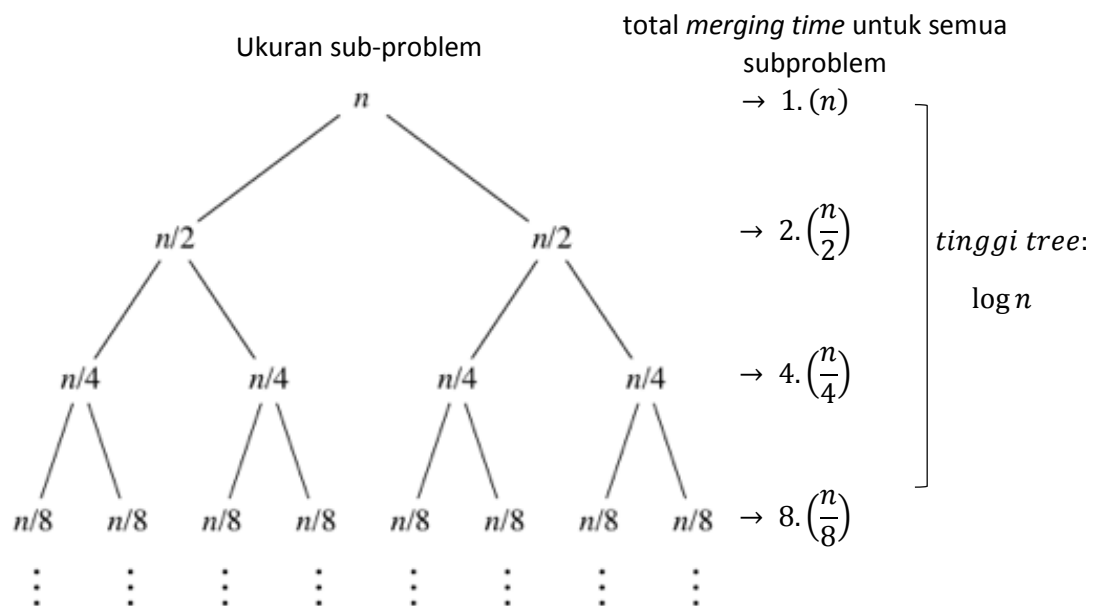 Ukuran sub-problem
total merging time untuk semua
subproblem
n
→ 1.(n)
n/2 n/2
→ 2.(n/2)
tinggi tree:
log n
n/4 n/4 n/4 n/4
→ 4.(n/4)
n/8 n/8 n/8 n/8 n/8 n/8 n/8 n/8
→ 8.(n/8)
⋮ ⋮ ⋮ ⋮ ⋮ ⋮ ⋮ ⋮